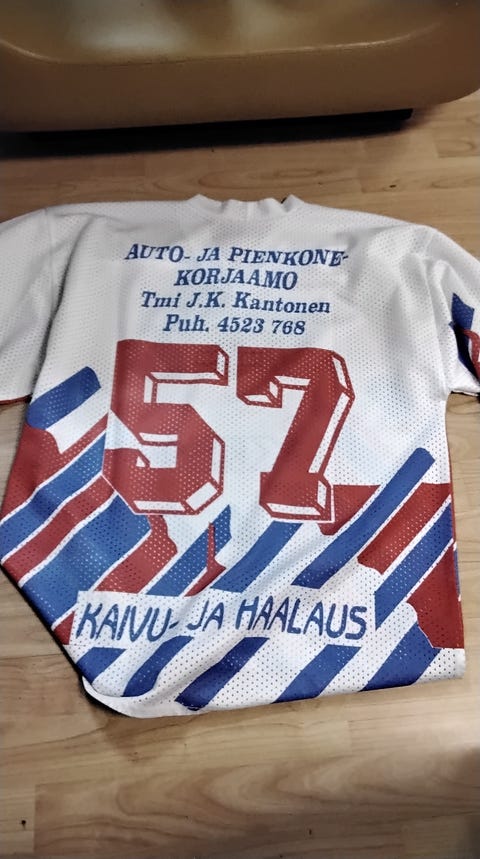 AUTO- JA PIENKONE-
KORJAAMO
Tmi J.K. Kantonen
Puh. 4523 768
57
KAIVU- JA HAALAUS